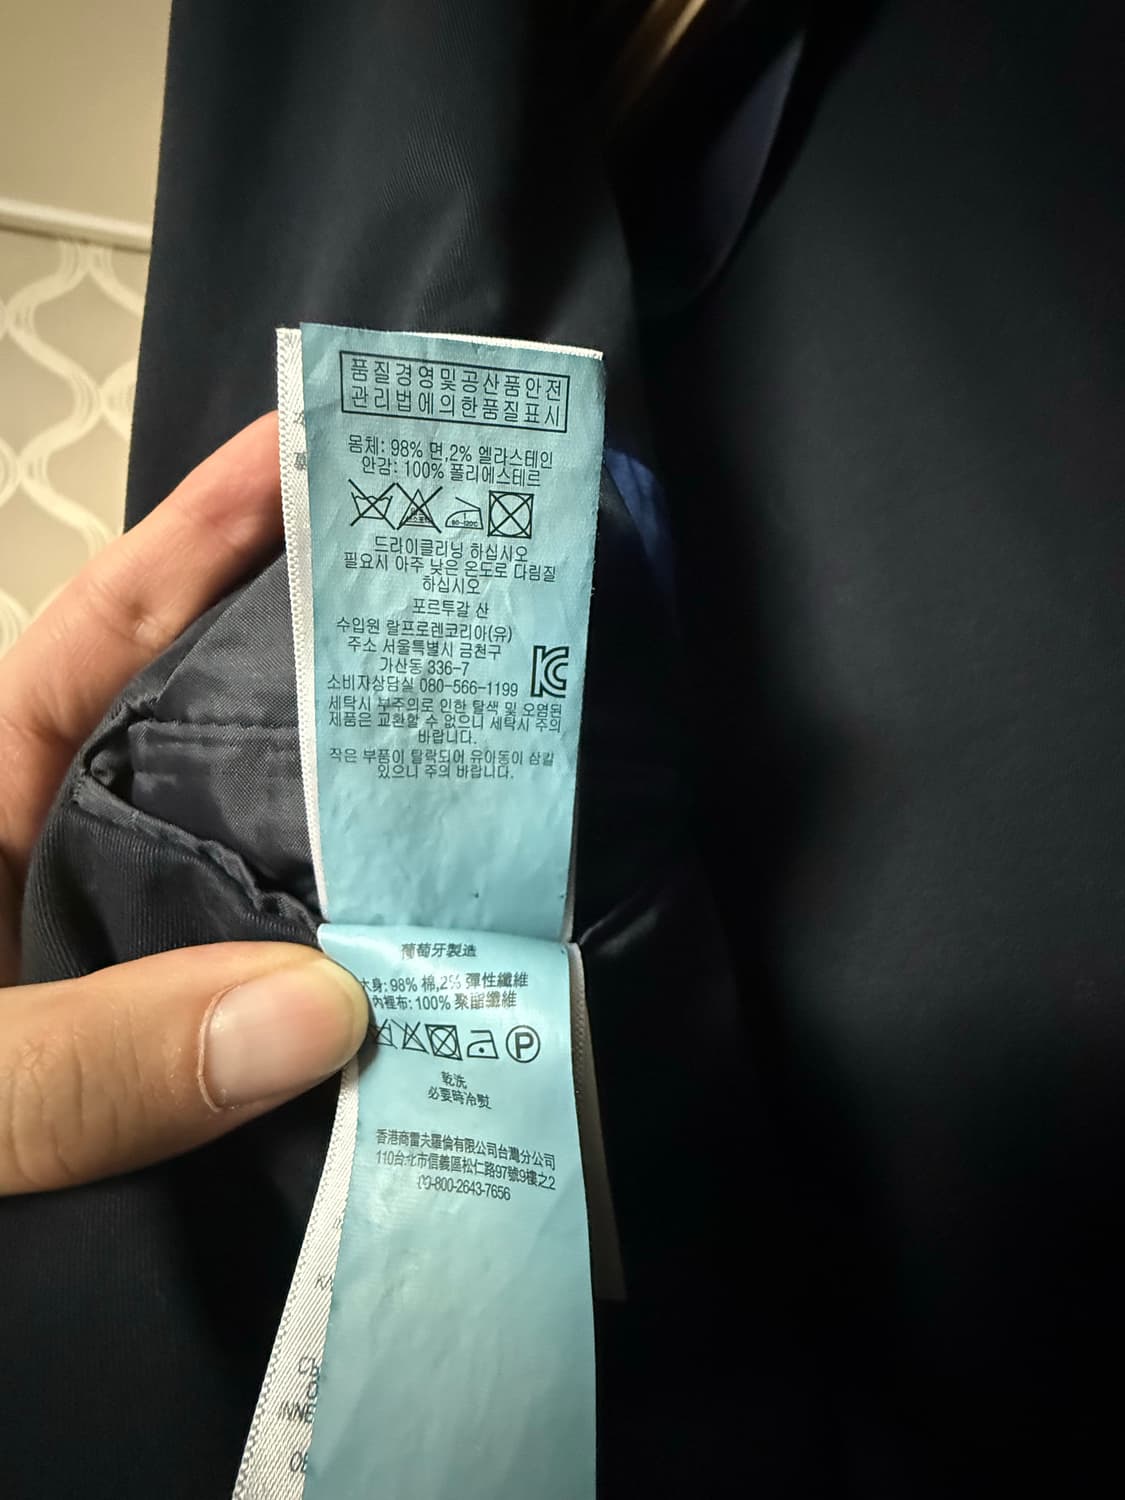 품질경영및공산품안전
관리법에의한품질표시
몸체: 98% 면,2% 엘라스테인
안감: 100% 폴리에스테르
80~120℃
드라이클리닝 하십시오
필요시 아주 낮은 온도로 다림질
하십시오
포르투갈 산
수입원 랄프로렌코리아(유)
주소 서울특별시 금천구
가산동 336-7
소비자상담실 080-566-1199
세탁시 부주의로 인한 탈색 및 오염된
제품은 교환할 수 없으니 세탁시 주의
바랍니다.
작은 부품이 탈락되어 유아동이 삼킬
있으니 주의 바랍니다.
葡萄牙製造
身: 98% 棉,2% 彈性纖維
內裡布: 100% 聚酯纖維
P
乾洗
必要時冷熨
香港商雷夫羅倫有限公司台灣分公司
110台北市信義區松仁路97號9樓之2
00-800-2643-7656
INNE